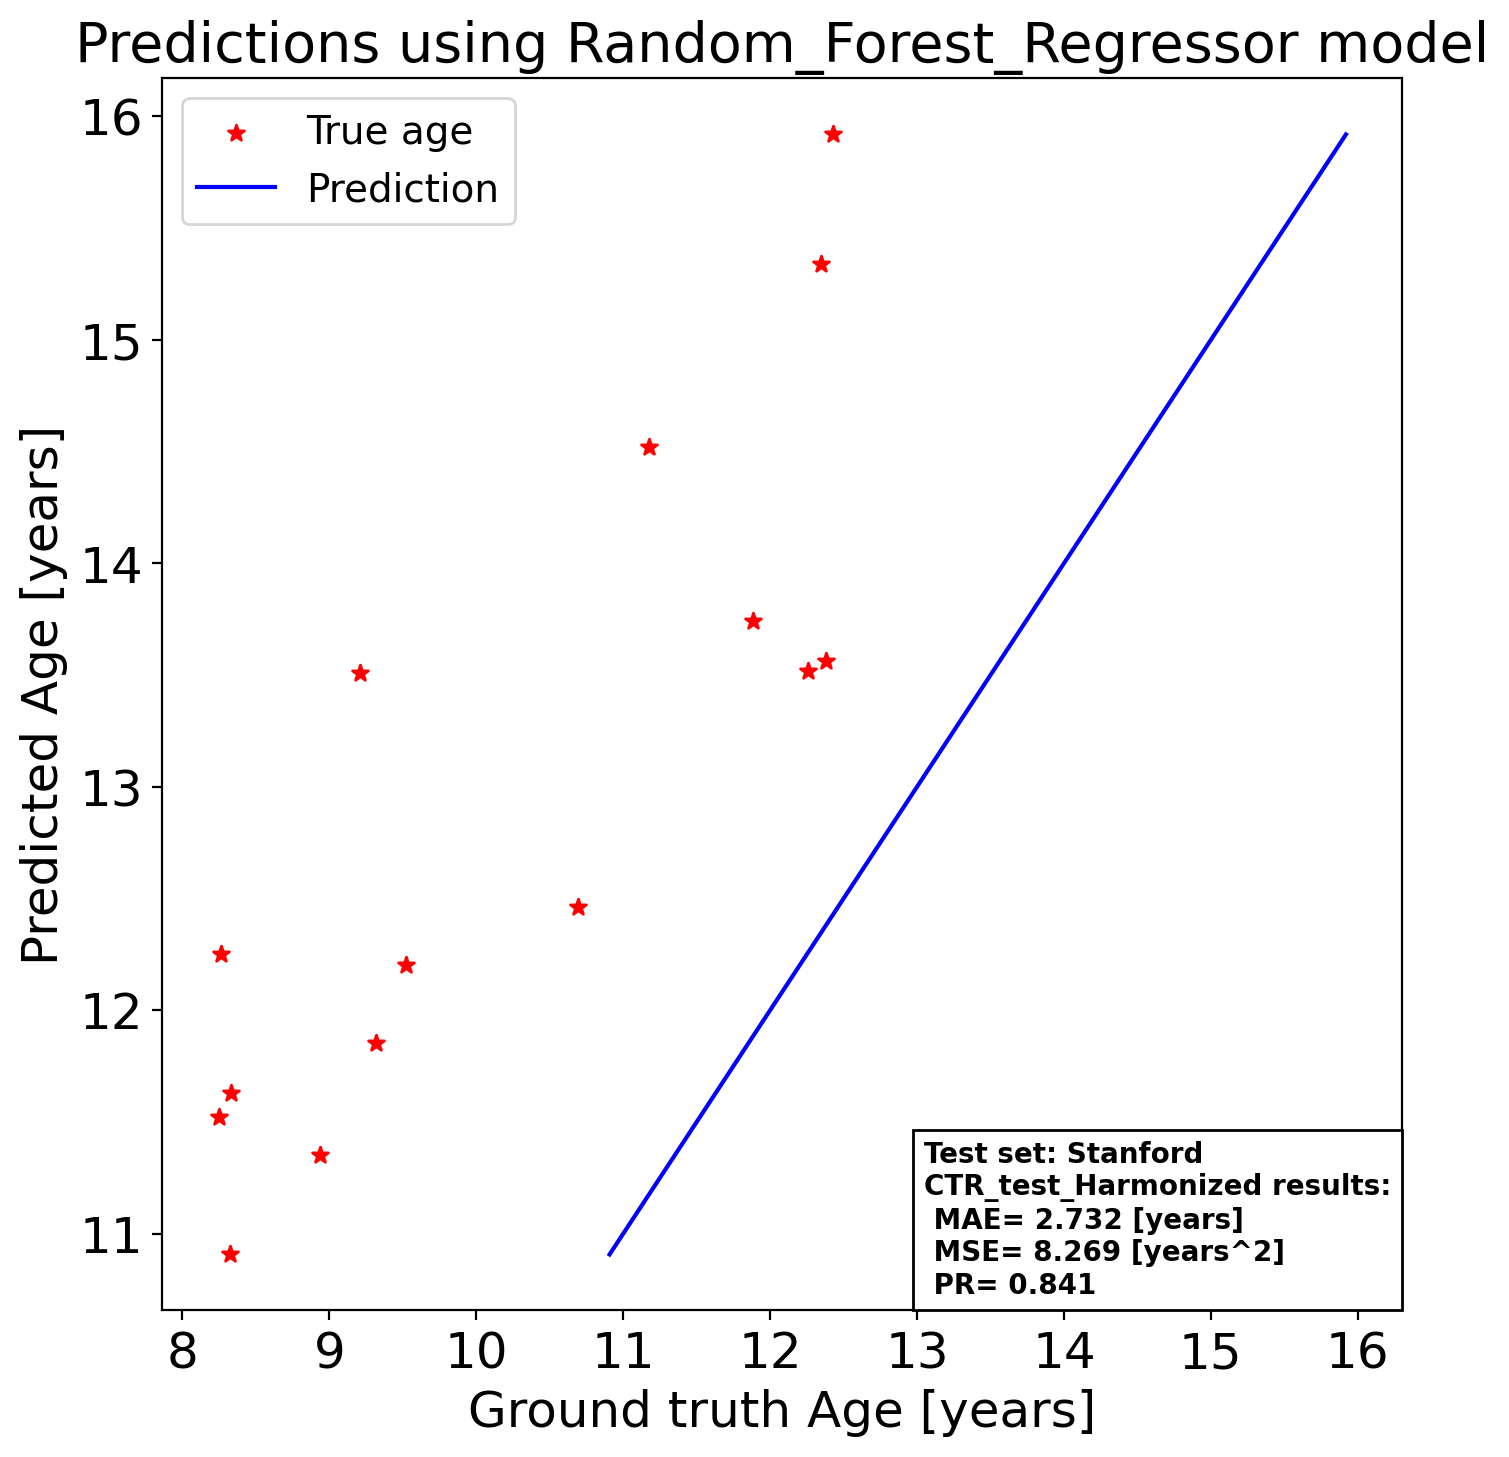 Predictions using Random_Forest_Regressor model
True age
Prediction
16
15
14
13
12
11
Predicted Age [years]
8 9 10 11 12 13 14 15 16
Ground truth Age [years]
Test set: Stanford
CTR_test_Harmonized results:
MAE= 2.732 [years]
MSE= 8.269 [years^2]
PR= 0.841